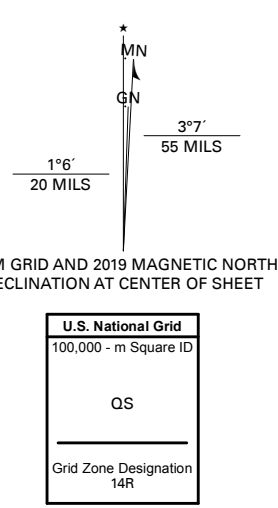 ★
MN
GN
3°7´
55 MILS
1°6´
20 MILS
M GRID AND 2019 MAGNETIC NORTH
ECLINATION AT CENTER OF SHEET
U.S. National Grid
100,000 - m Square ID
QS
Grid Zone Designation
14R